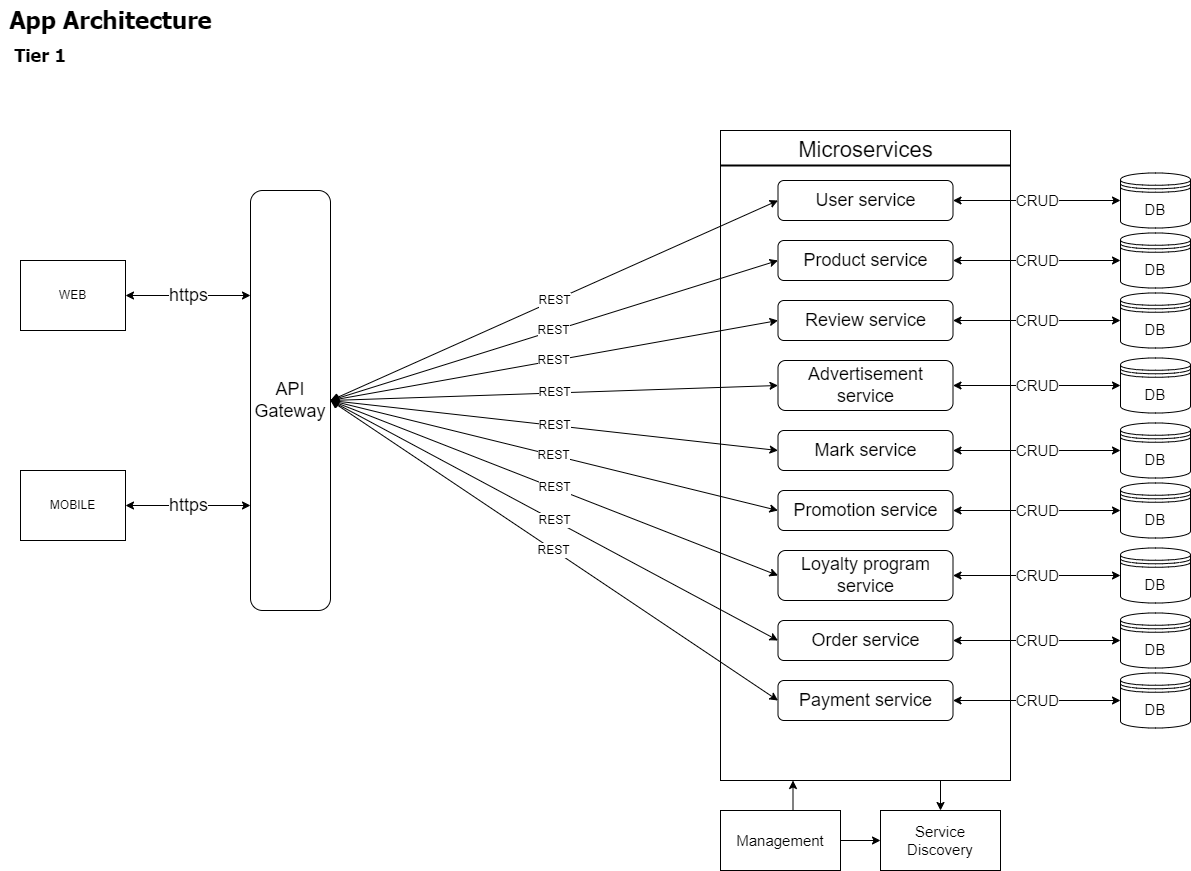 App Architecture
Tier 1
Microservices
User service
CRUD
DB
Product service
CRUD
DB
Review service
CRUD
DB
Advertisement
service
CRUD
DB
Mark service
CRUD
DB
Promotion service
CRUD
DB
Loyalty program
service
CRUD
DB
Order service
CRUD
DB
Payment service
CRUD
DB
WEB
https
MOBILE
https
API
Gateway
REST
REST
REST
REST
REST
REST
REST
REST
REST
Management
Service
Discovery